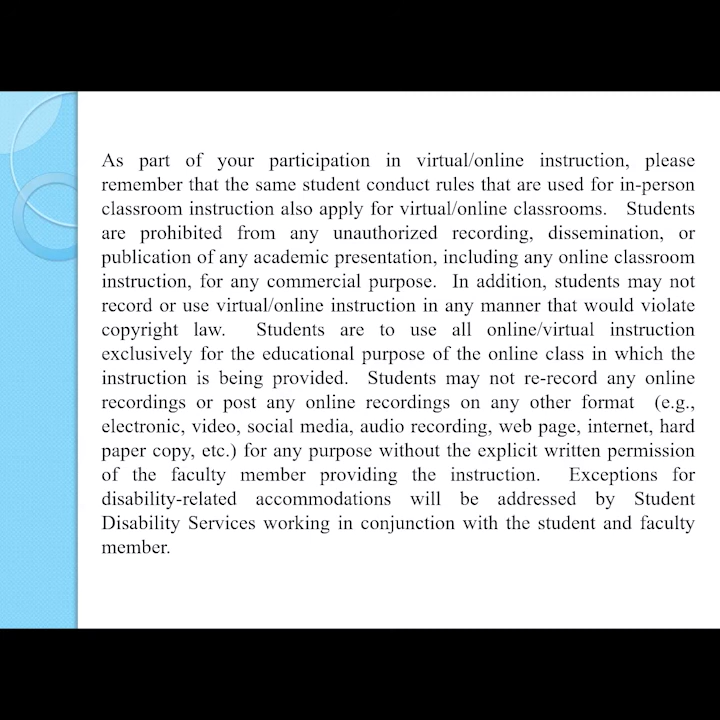 As part of your participation in virtual/online instruction, please
remember that the same student conduct rules that are used for in-person
classroom instruction also apply for virtual/online classrooms. Students
are prohibited from any unauthorized recording, dissemination, or
publication of any academic presentation, including any online classroom
instruction, for any commercial purpose. In addition, students may not
record or use virtual/online instruction in any manner that would violate
copyright law. Students are to use all online/virtual instruction
exclusively for the educational purpose of the online class in which the
instruction is being provided. Students may not re-record any online
recordings or post any online recordings on any other format (e.g.,
electronic, video, social media, audio recording, web page, internet, hard
paper copy, etc.) for any purpose without the explicit written permission
of the faculty member providing the instruction. Exceptions for
disability-related accommodations will be addressed by Student
Disability Services working in conjunction with the student and faculty
member.